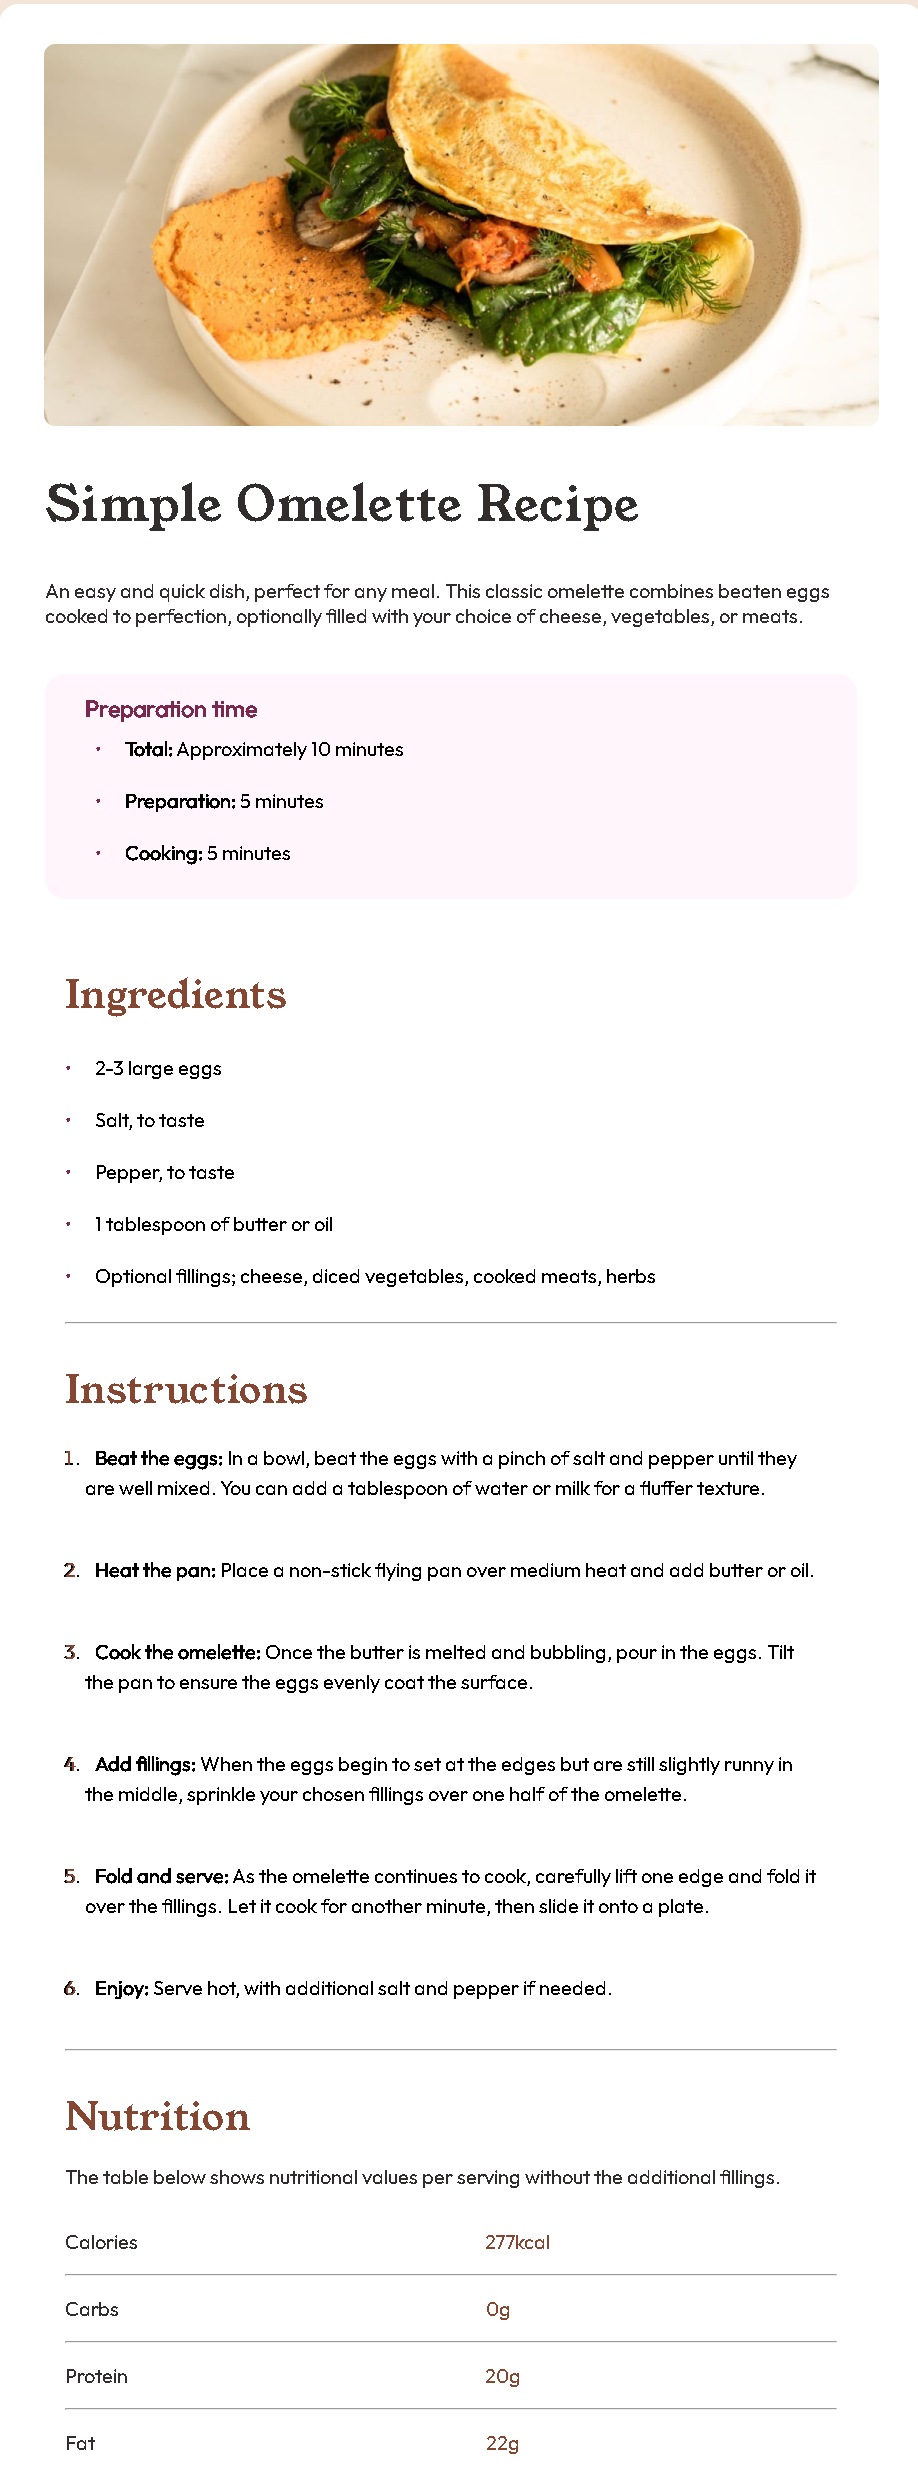 Simple Omelette Recipe
An easy and quick dish, perfect for any meal. This classic omelette combines beaten eggs
cooked to perfection, optionally filled with your choice of cheese, vegetables, or meats.
Preparation time
• Total: Approximately 10 minutes
• Preparation: 5 minutes
• Cooking: 5 minutes
Ingredients
• 2-3 large eggs
• Salt, to taste
• Pepper, to taste
• 1 tablespoon of butter or oil
• Optional fillings; cheese, diced vegetables, cooked meats, herbs
Instructions
1. Beat the eggs: In a bowl, beat the eggs with a pinch of salt and pepper until they
are well mixed. You can add a tablespoon of water or milk for a fluffer texture.
2. Heat the pan: Place a non-stick flying pan over medium heat and add butter or oil.
3. Cook the omelette: Once the butter is melted and bubbling, pour in the eggs. Tilt
the pan to ensure the eggs evenly coat the surface.
4. Add fillings: When the eggs begin to set at the edges but are still slightly runny in
the middle, sprinkle your chosen fillings over one half of the omelette.
5. Fold and serve: As the omelette continues to cook, carefully lift one edge and fold it
over the fillings. Let it cook for another minute, then slide it onto a plate.
6. Enjoy: Serve hot, with additional salt and pepper if needed.
Nutrition
The table below shows nutritional values per serving without the additional fillings.
Calories 277kcal
Carbs 0g
Protein 20g
Fat 22g